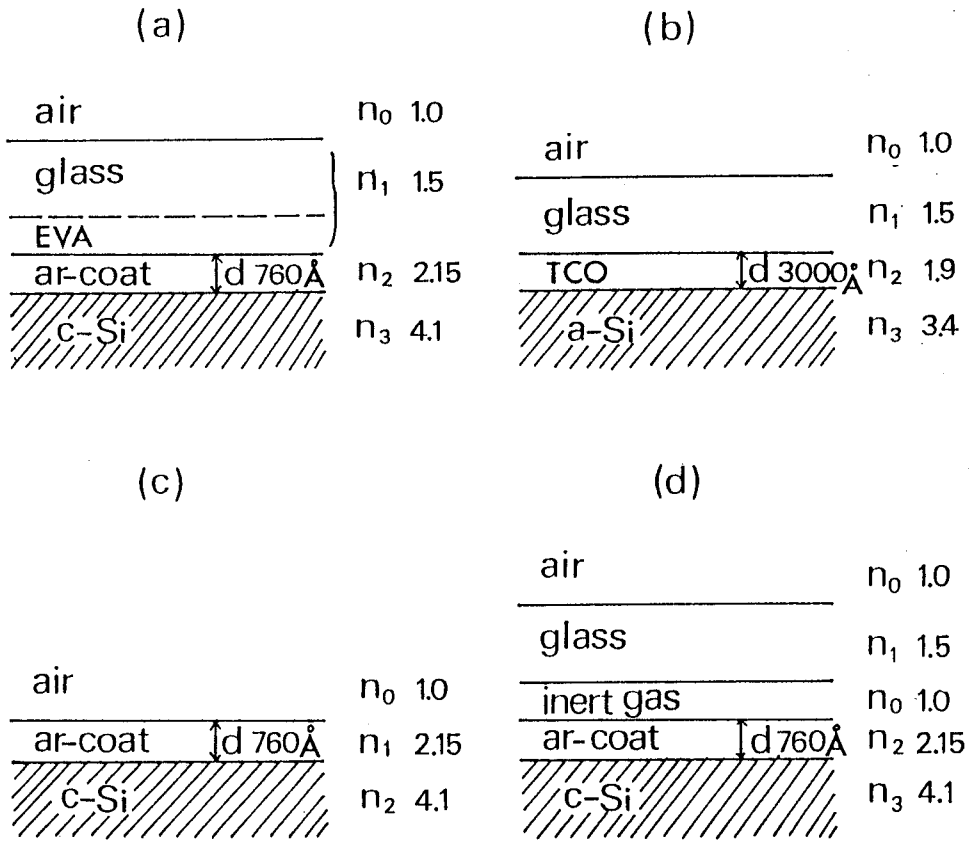 (a)
air n₀ 1.0
glass n₁ 1.5
EVA
ar-coat d 760Å n₂ 2.15
c-Si n₃ 4.1
(b)
air n₀ 1.0
glass n₁ 1.5
TCO d 3000Å n₂ 1.9
a-Si n₃ 3.4
(c)
air n₀ 1.0
ar-coat d 760Å n₁ 2.15
c-Si n₂ 4.1
(d)
air n₀ 1.0
glass n₁ 1.5
inert gas n₀ 1.0
ar-coat d 760Å n₂ 2.15
c-Si n₃ 4.1